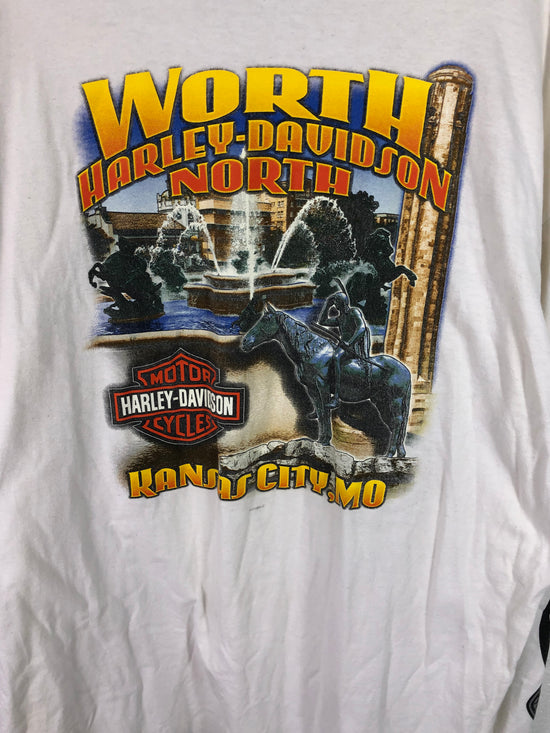 WORTH
HARLEY-DAVIDSON
NORTH
MOTOR
HARLEY-DAVIDSON
CYCLES
KANSAS CITY, MO